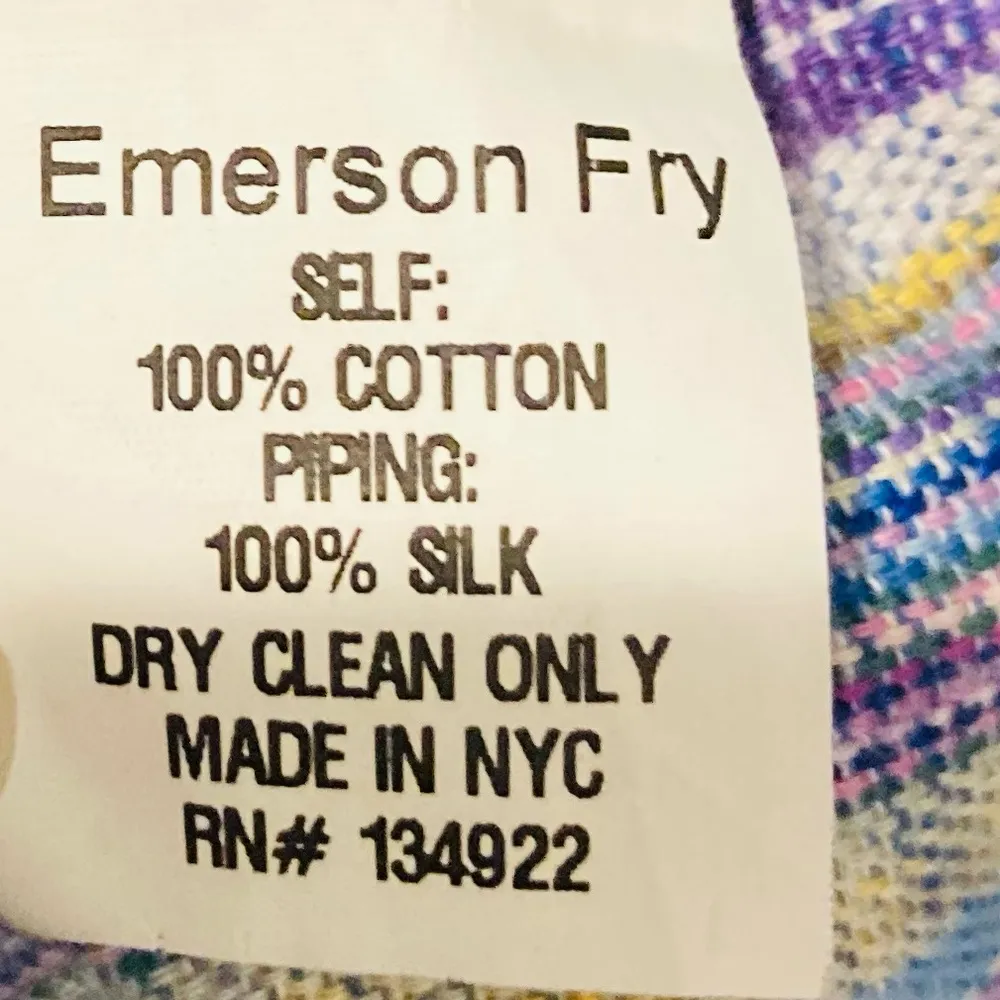 Emerson Fry
SELF:
100% COTTON
PIPING:
100% SILK
DRY CLEAN ONLY
MADE IN NYC
RN# 134922